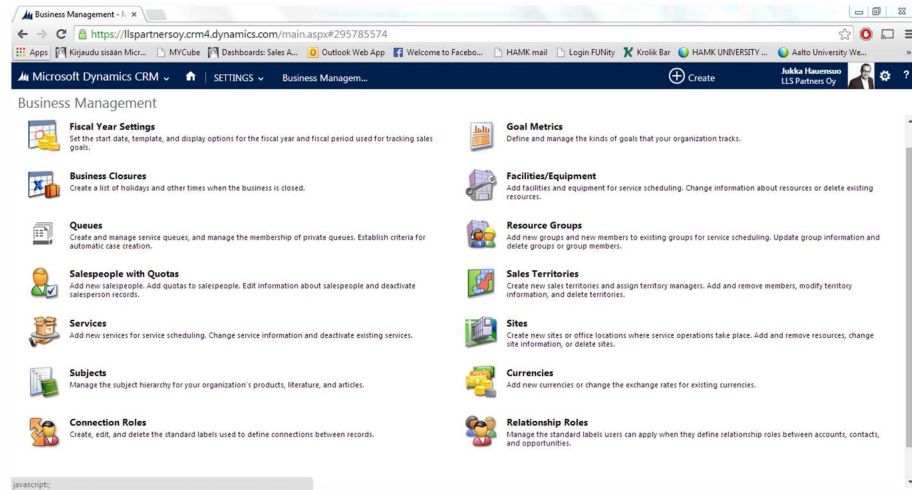 Business Management - M
https://llspartnersoy.crm4.dynamics.com/main.aspx#295785574
Apps Kirjaudu sisään Micr... MYCube Dashboards: Sales A... Outlook Web App Welcome to Facebo... HAMK mail Login FUNity Krolik Bar HAMK UNIVERSITY ... Aalto University We... »
Microsoft Dynamics CRM SETTINGS Business Managem... Create Jukka Hauensuo ?
LLS Partners Oy
Business Management
Fiscal Year Settings
Set the start date, template, and display options for the fiscal year and fiscal period used for tracking sales
goals.
Goal Metrics
Define and manage the kinds of goals that your organization tracks.
Business Closures
Create a list of holidays and other times when the business is closed.
Facilities/Equipment
Add facilities and equipment for service scheduling. Change information about resources or delete existing
resources.
Queues
Create and manage service queues, and manage the membership of private queues. Establish criteria for
automatic case creation.
Resource Groups
Add new groups and new members to existing groups for service scheduling. Update group information and
delete groups or group members.
Salespeople with Quotas
Add new salespeople. Add quotas to salespeople. Edit information about salespeople and deactivate
salesperson records.
Sales Territories
Create new sales territories and assign territory managers. Add and remove members, modify territory
information, and delete territories.
Services
Add new services for service scheduling. Change service information and deactivate existing services.
Sites
Create new sites or office locations where service operations take place. Add and remove resources, change
site information, or delete sites.
Subjects
Manage the subject hierarchy for your organization's products, literature, and articles.
Currencies
Add new currencies or change the exchange rates for existing currencies.
Connection Roles
Create, edit, and delete the standard labels used to define connections between records.
Relationship Roles
Manage the standard labels users can apply when they define relationship roles between accounts, contacts,
and opportunities.
javascript:;